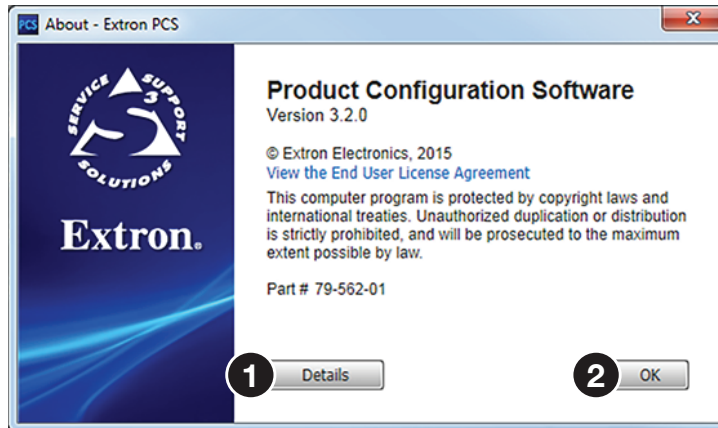 PCS About - Extron PCS
SERVICE SUPPORT SOLUTIONS
3
Extron®
Product Configuration Software
Version 3.2.0
© Extron Electronics, 2015
View the End User License Agreement
This computer program is protected by copyright laws and
international treaties. Unauthorized duplication or distribution
is strictly prohibited, and will be prosecuted to the maximum
extent possible by law.
Part # 79-562-01
1 Details
2 OK